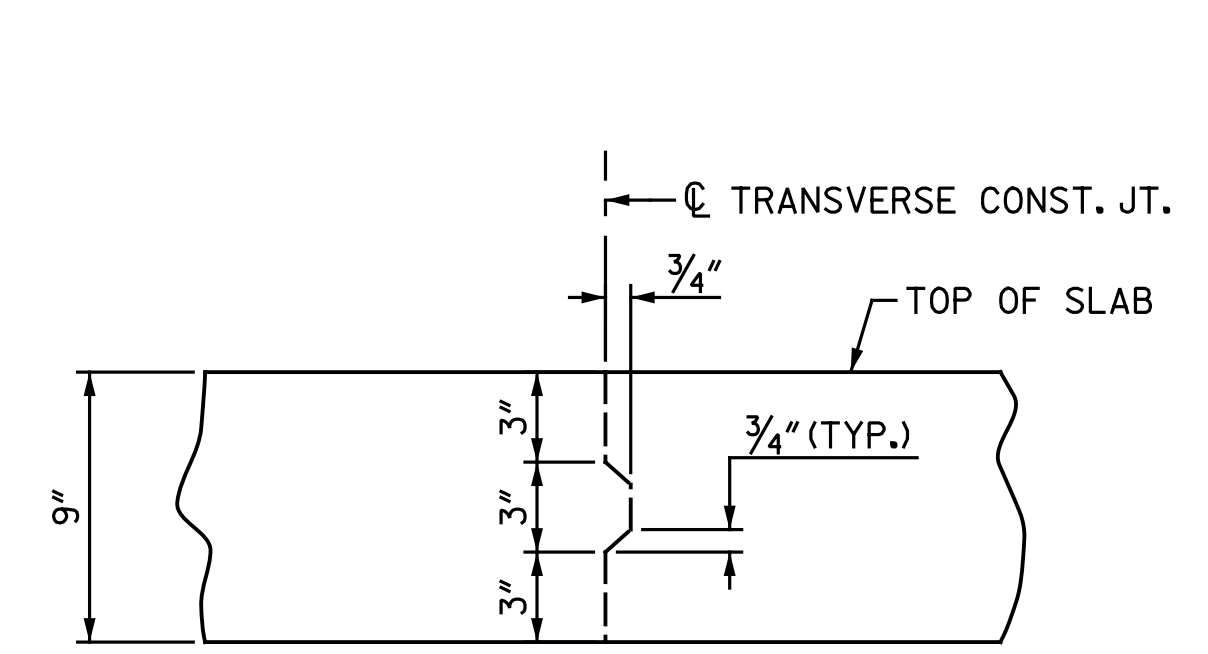 ℄ TRANSVERSE CONST. JT.
3/4"
TOP OF SLAB
3"
3/4" (TYP.)
9"
3"
3"